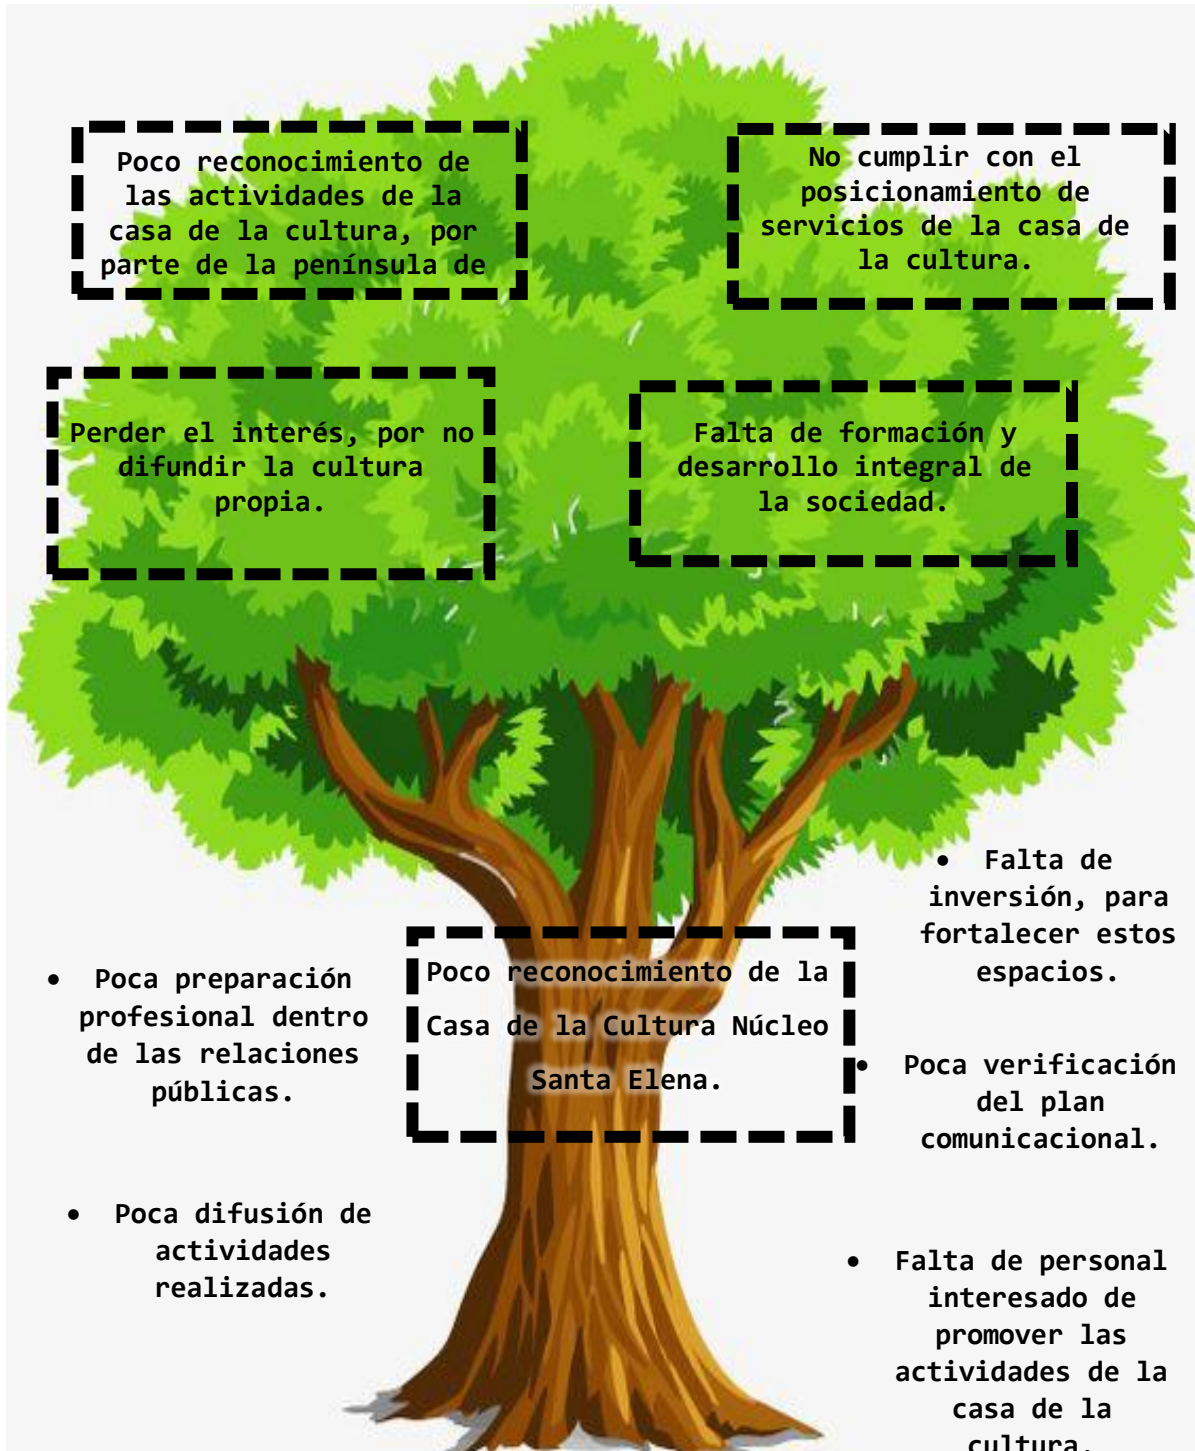 Poco reconocimiento de
las actividades de la
casa de la cultura, por
parte de la península de
No cumplir con el
posicionamiento de
servicios de la casa de
la cultura.
Perder el interés, por no
difundir la cultura
propia.
Falta de formación y
desarrollo integral de
la sociedad.
• Falta de
inversión, para
fortalecer estos
espacios.
Poco reconocimiento de la
Casa de la Cultura Núcleo
Santa Elena.
• Poca preparación
profesional dentro
de las relaciones
públicas.
• Poca verificación
del plan
comunicacional.
• Poca difusión de
actividades
realizadas.
• Falta de personal
interesado de
promover las
actividades de la
casa de la
cultura.